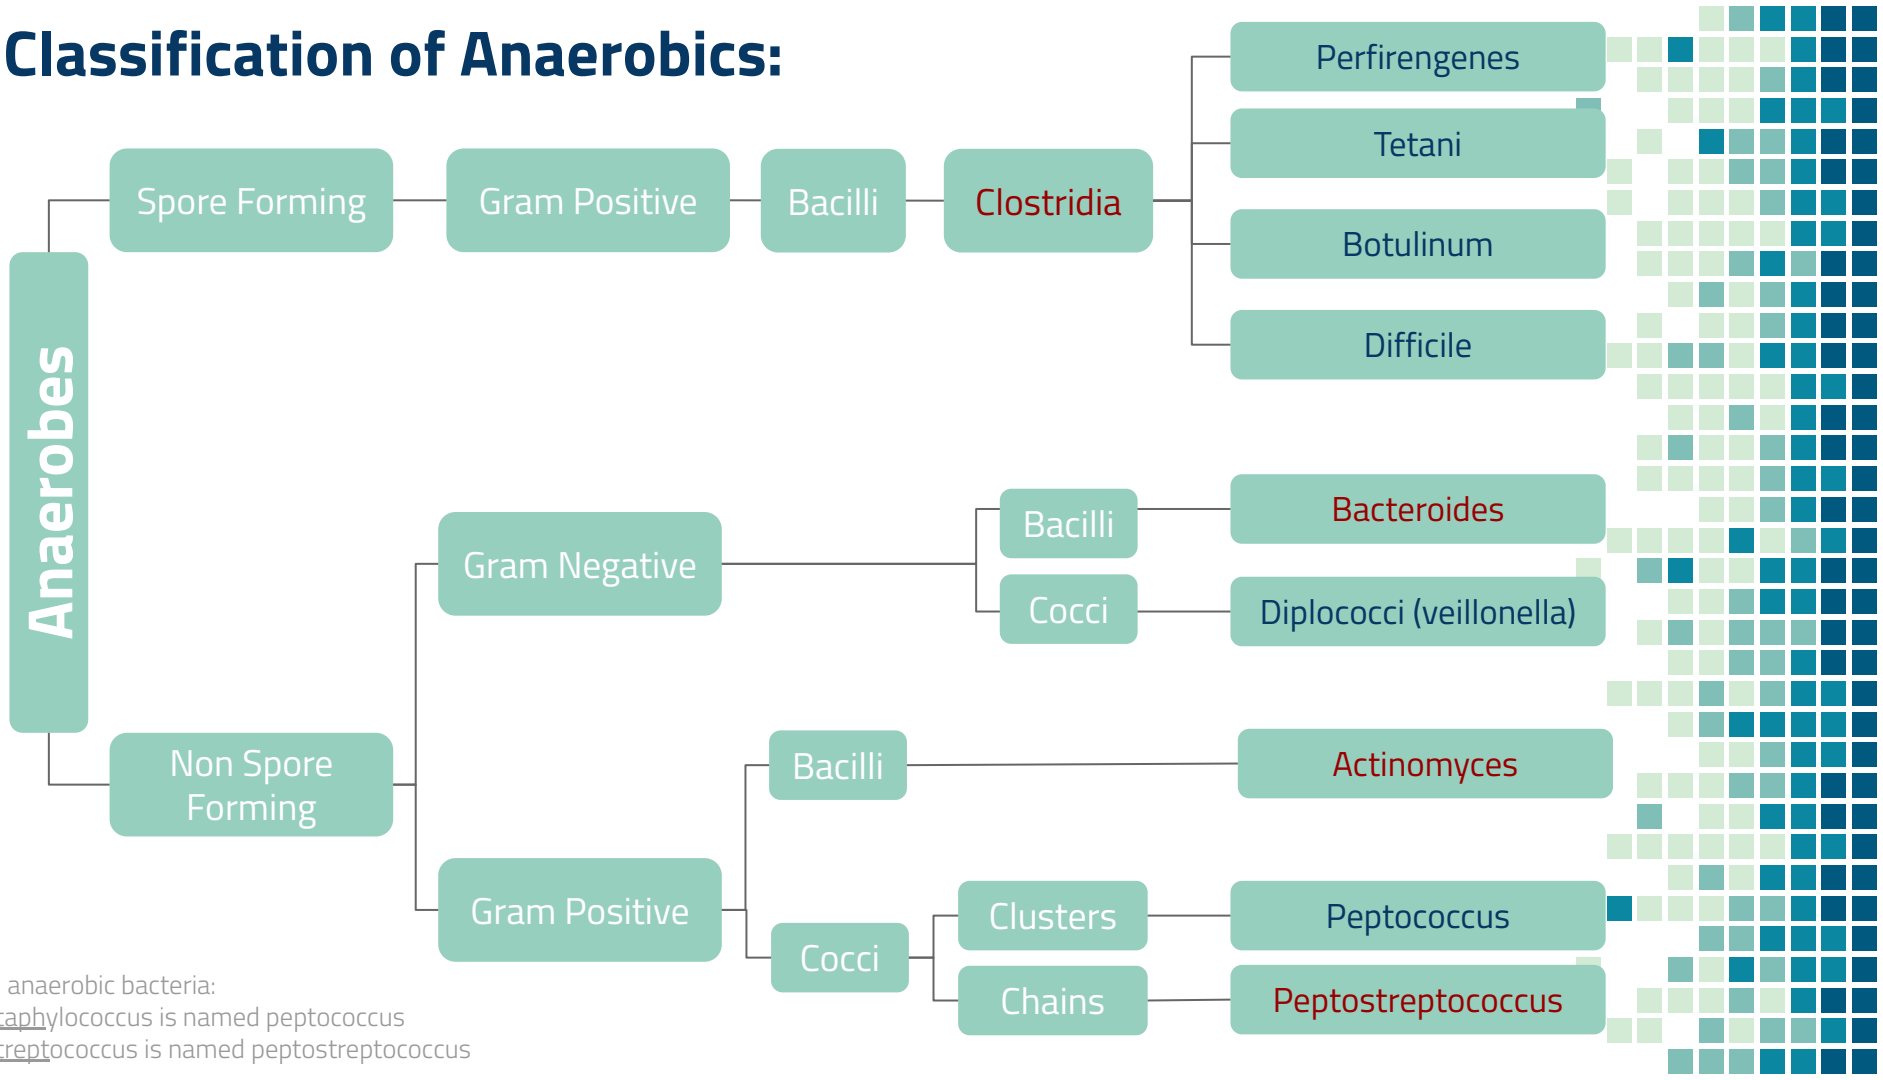 Classification of Anaerobics:
Anaerobes
Spore Forming
Gram Positive
Bacilli
Clostridia
Perfirengenes
Tetani
Botulinum
Difficile
Non Spore
Forming
Gram Negative
Bacilli
Bacteroides
Cocci
Diplococci (veillonella)
Gram Positive
Bacilli
Actinomyces
Cocci
Clusters
Peptococcus
Chains
Peptostreptococcus
anaerobic bacteria:
taphylococcus is named peptococcus
treptococcus is named peptostreptococcus